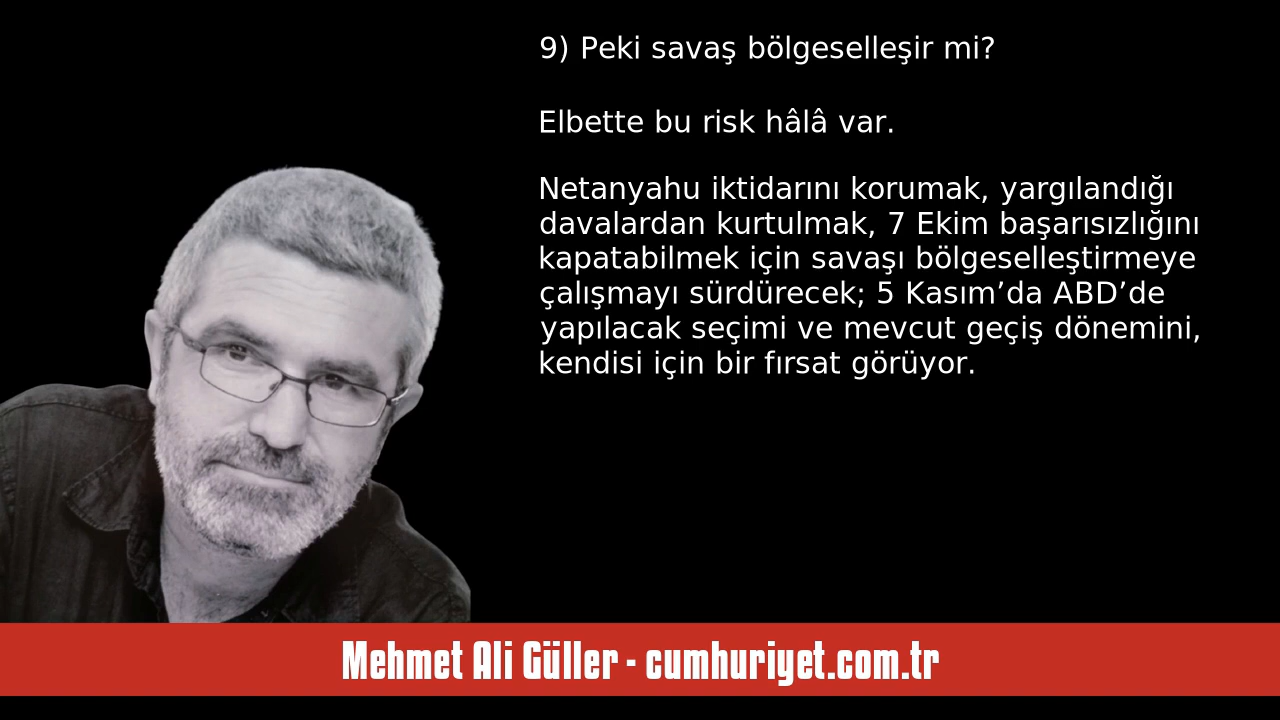 9) Peki savaş bölgeselleşir mi?
Elbette bu risk hâlâ var.
Netanyahu iktidarını korumak, yargılandığı
davalardan kurtulmak, 7 Ekim başarısızlığını
kapatabilmek için savaşı bölgeselleştirmeye
çalışmayı sürdürecek; 5 Kasım’da ABD’de
yapılacak seçimi ve mevcut geçiş dönemini,
kendisi için bir fırsat görüyor.
Mehmet Ali Güller - cumhuriyet.com.tr